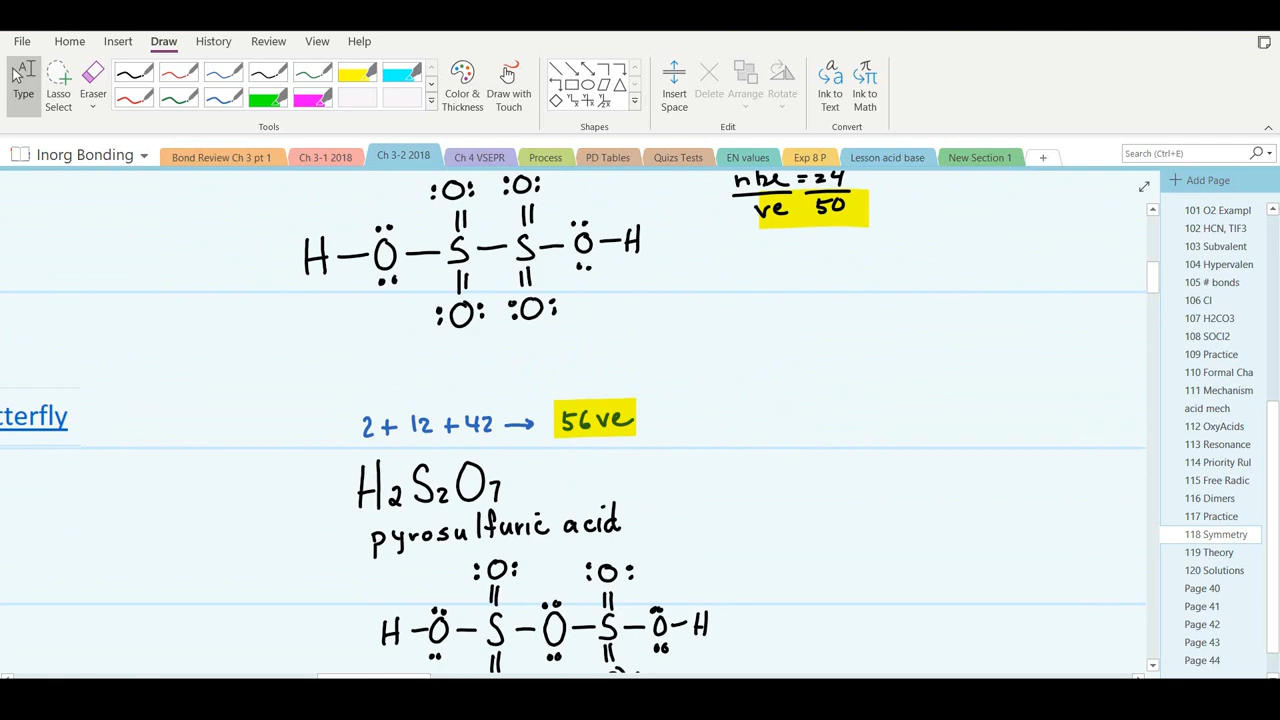 File Home Insert Draw History Review View Help
Type
Lasso Select
Eraser
Color & Thickness
Draw with Touch
Insert Space
Delete
Arrange
Rotate
Ink to Text
Ink to Math
Tools
Shapes
Edit
Convert
Inorg Bonding
Bond Review Ch 3 pt 1
Ch 3-1 2018
Ch 3-2 2018
Ch 4 VSEPR
Process
PD Tables
Quizs Tests
EN values
Exp 8 P
Lesson acid base
New Section 1
Search (Ctrl+E)
Add Page
101 O2 Exampl
102 HCN, TIF3
103 Subvalent
104 Hypervalen
105 # bonds
106 CI
107 H2CO3
108 SOCl2
109 Practice
110 Formal Cha
111 Mechanism
acid mech
112 OxyAcids
113 Resonance
114 Priority Rul
115 Free Radic
116 Dimers
117 Practice
118 Symmetry
119 Theory
120 Solutions
Page 40
Page 41
Page 42
Page 43
Page 44
nbe = 24
ve 50
:O: :O:
H—O—S—S—O—H
:O: :O:
tterfly
2 + 12 + 42 → 56 ve
H₂S₂O₇
pyrosulfuric acid
:O: :O:
H—O—S—O—S—O—H